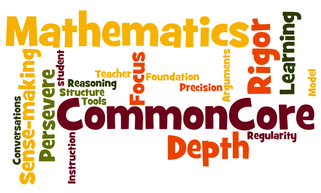 Mathematics
Sense-making
Conversations
Persevere
student
Reasoning
Structure
Tools
Teacher
Focus
Foundation
Precision
Arguments
Rigor
Learning
Model
CommonCore
Instruction
Depth
Regularity